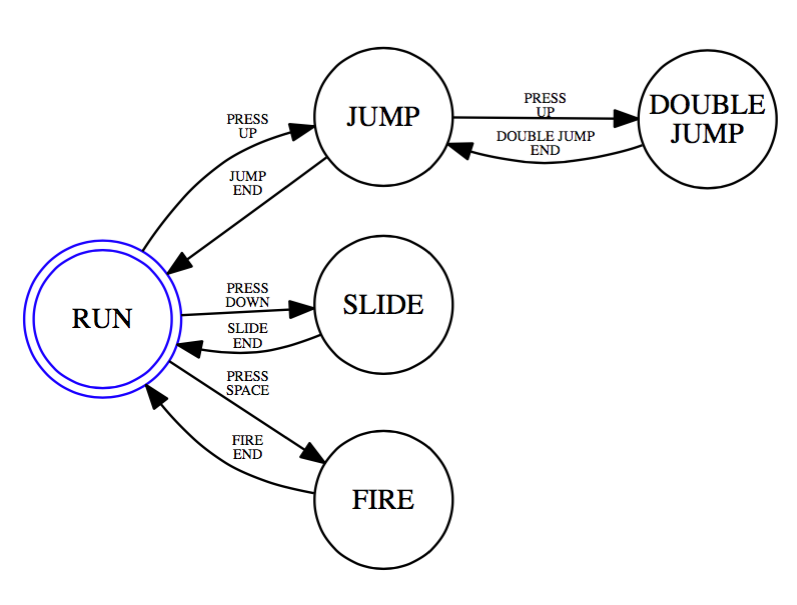 PRESS
UP
JUMP
PRESS
UP
DOUBLE
JUMP
DOUBLE JUMP
END
JUMP
END
RUN
PRESS
DOWN
SLIDE
SLIDE
END
PRESS
SPACE
FIRE
END
FIRE